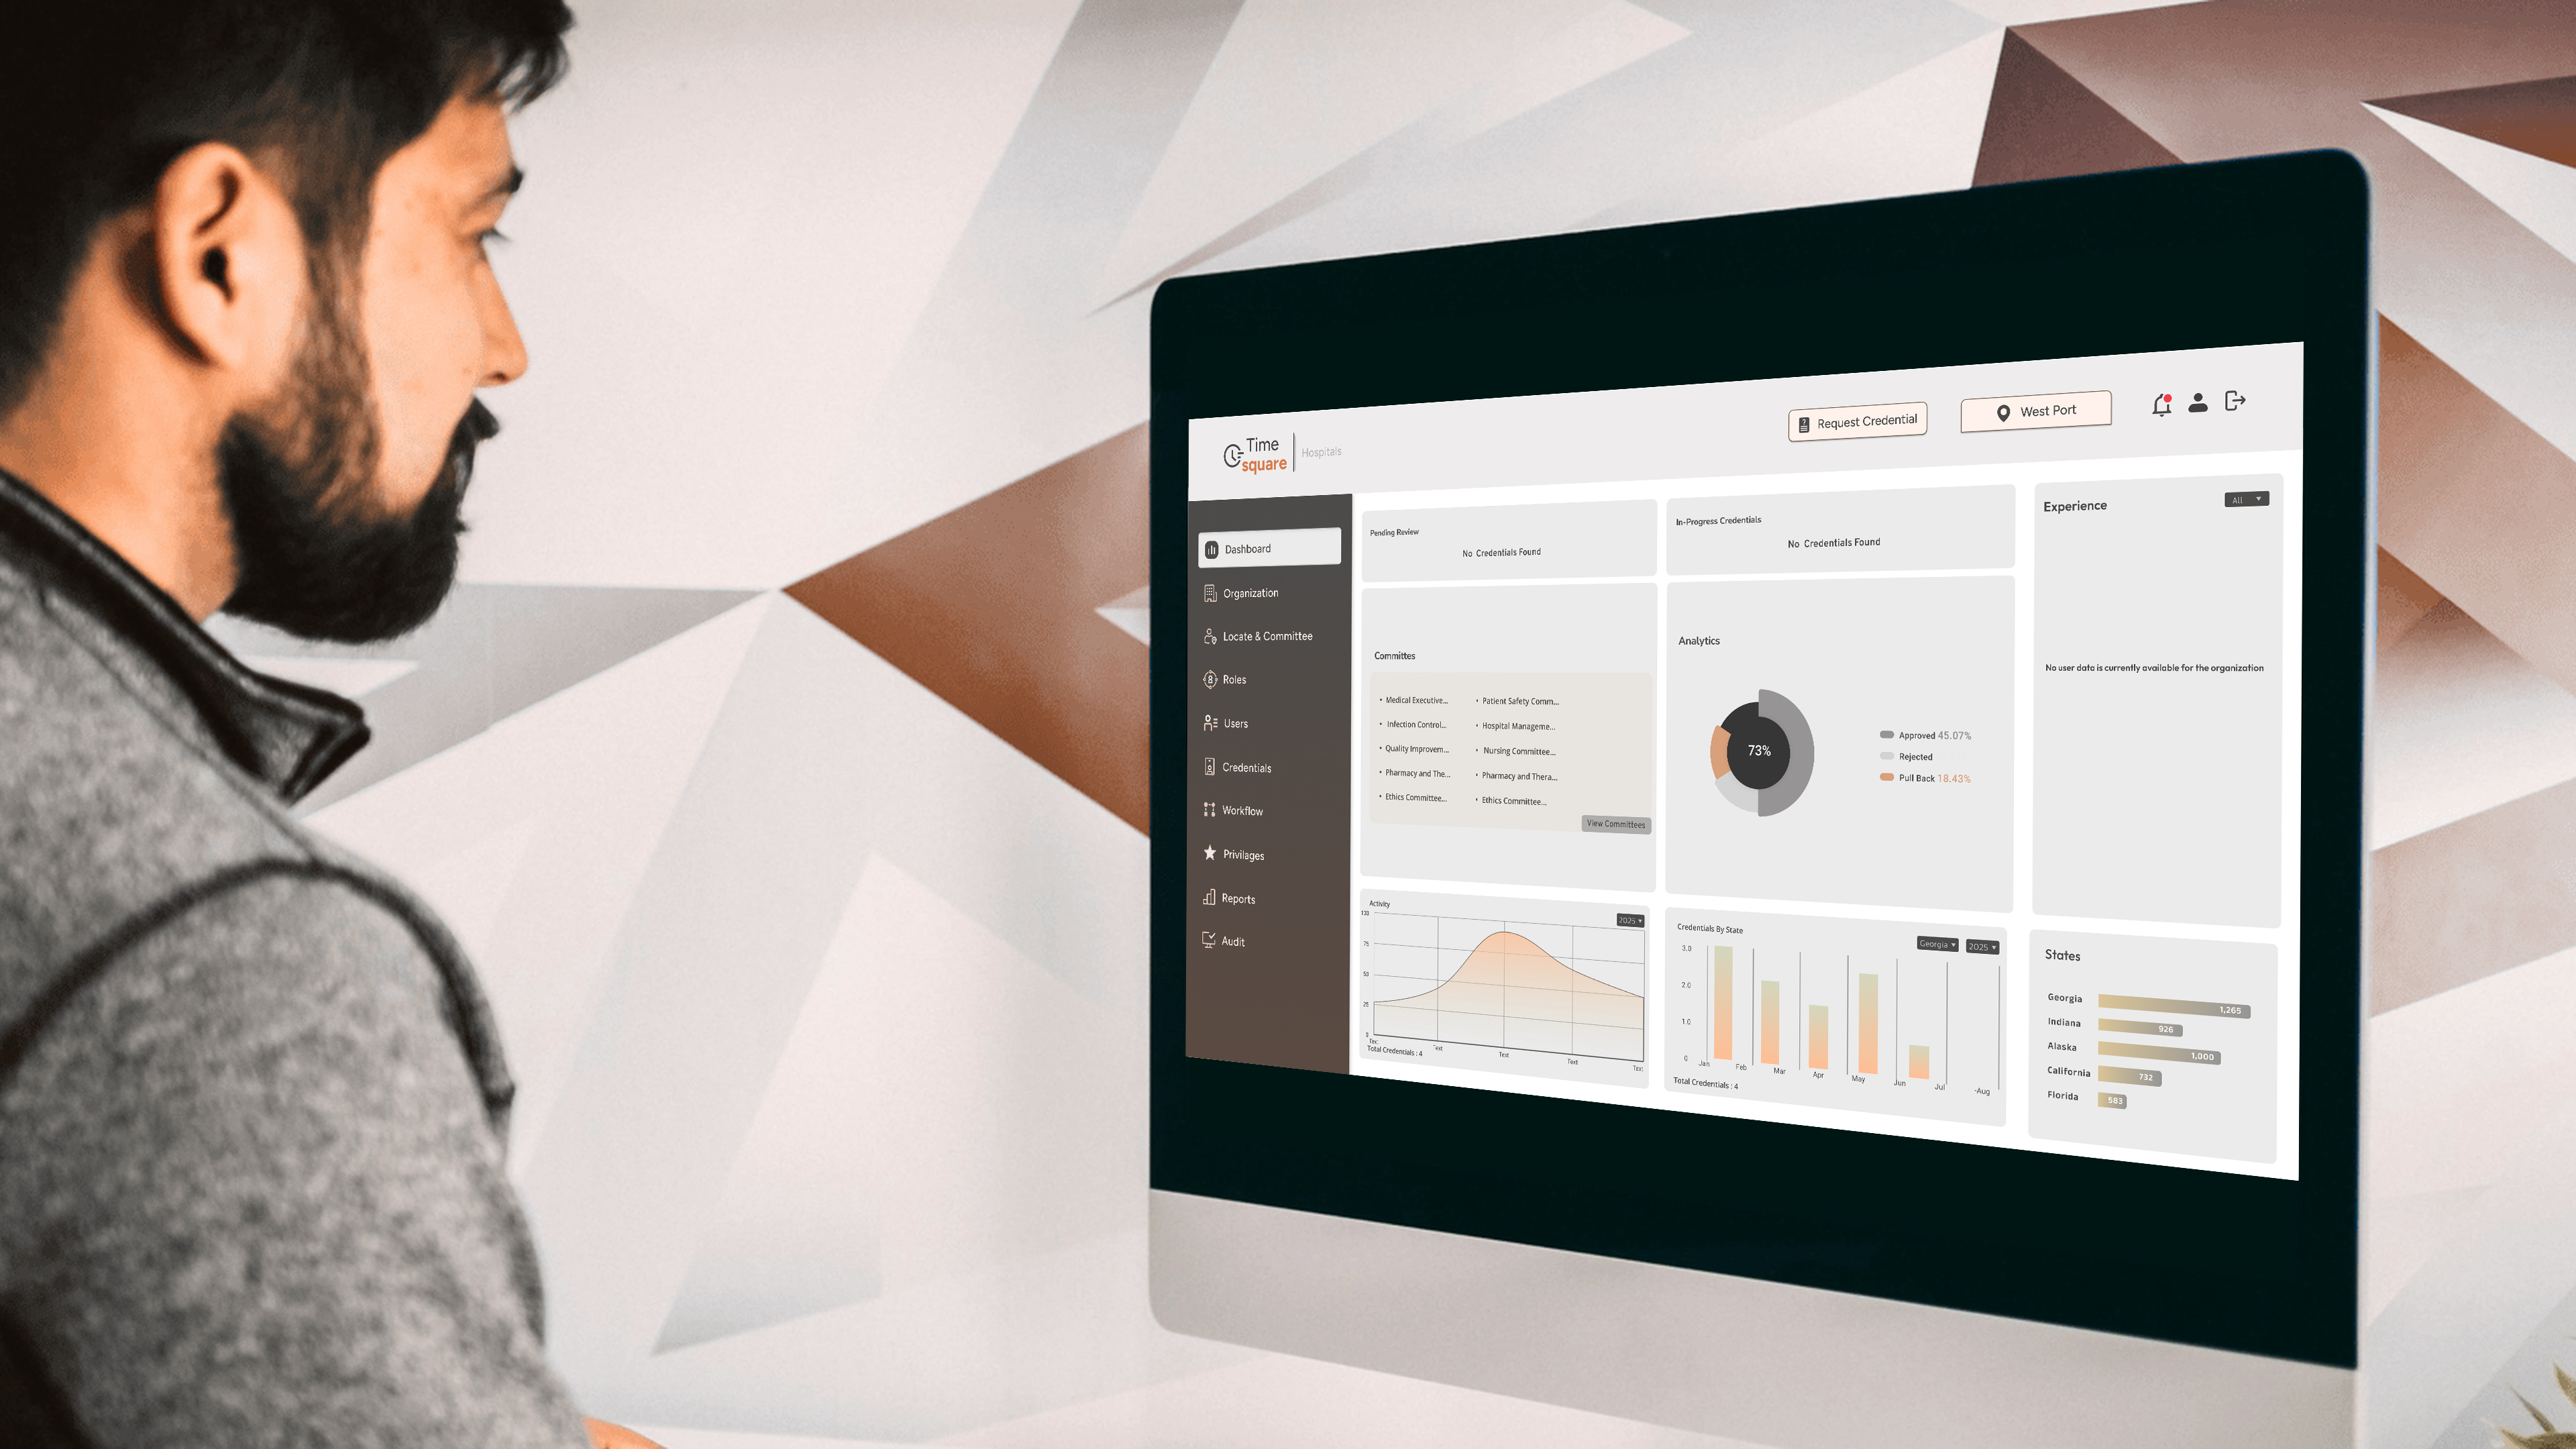 Time
square
Hospitals
Request Credential
West Port
Dashboard
Organization
Locate & Committee
Roles
Users
Credentials
Workflow
Privilages
Reports
Audit
Pending Review
No Credentials Found
In-Progress Credentials
No Credentials Found
Experience
All
No user data is currently available for the organization
Committes
• Medical Executive...
• Patient Safety Comm...
• Infection Control...
• Hospital Manageme...
• Quality Improvem...
• Nursing Committee...
• Pharmacy and The...
• Pharmacy and Thera...
• Ethics Committee...
• Ethics Committee...
View Committees
Analytics
73%
Approved 45.07%
Rejected
Pull Back 18.43%
Activity
2025
100
75
50
25
0
Text
Text
Text
Text
Text
Total Credentials : 4
Credentials By State
Georgia
2025
3.0
2.0
1.0
0
Jan
Feb
Mar
Apr
May
Jun
Jul
-Aug
Total Credentials : 4
States
Georgia 1,265
Indiana 926
Alaska 1,000
California 732
Florida 583